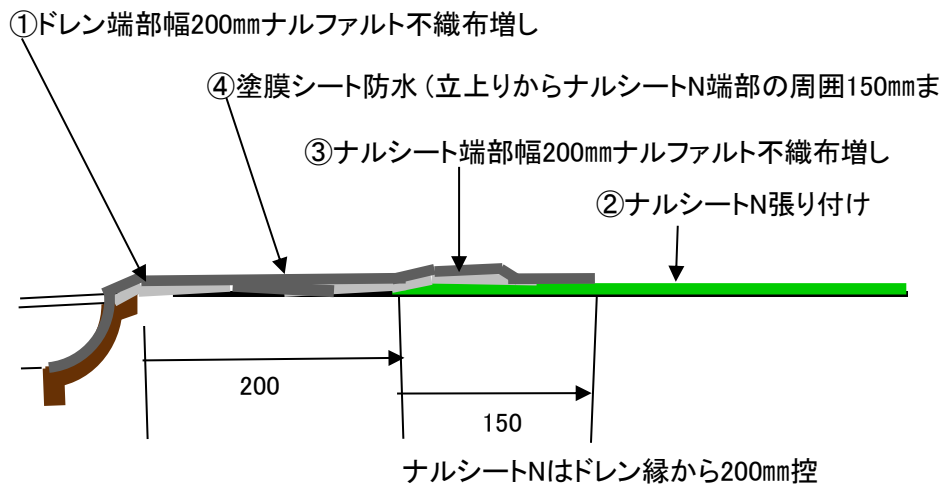 ①ドレン端部幅200㎜ナルファルト不織布増し
④塗膜シート防水（立上りからナルシートN端部の周囲150㎜ま
③ナルシート端部幅200㎜ナルファルト不織布増し
②ナルシートN張り付け
200
150
ナルシートNはドレン縁から200㎜控